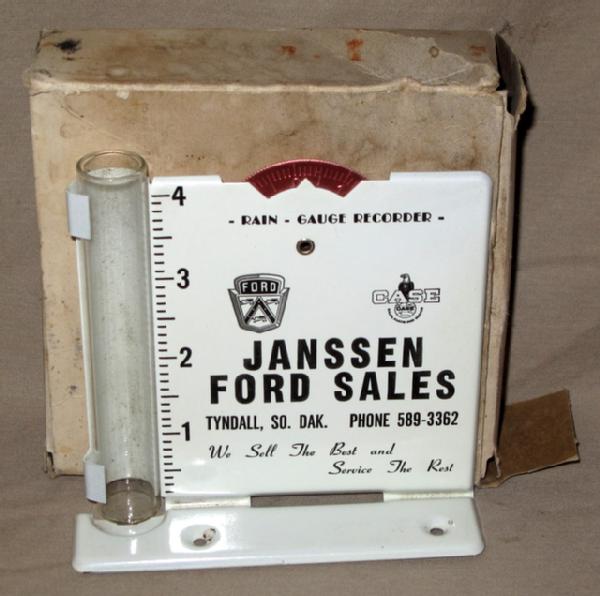 - RAIN - GAUGE RECORDER -
4
3
2
1
FORD
CASE
CASE
JANSSEN
FORD SALES
TYNDALL, SO. DAK. PHONE 589-3362
We Sell The Best and
Service The Rest